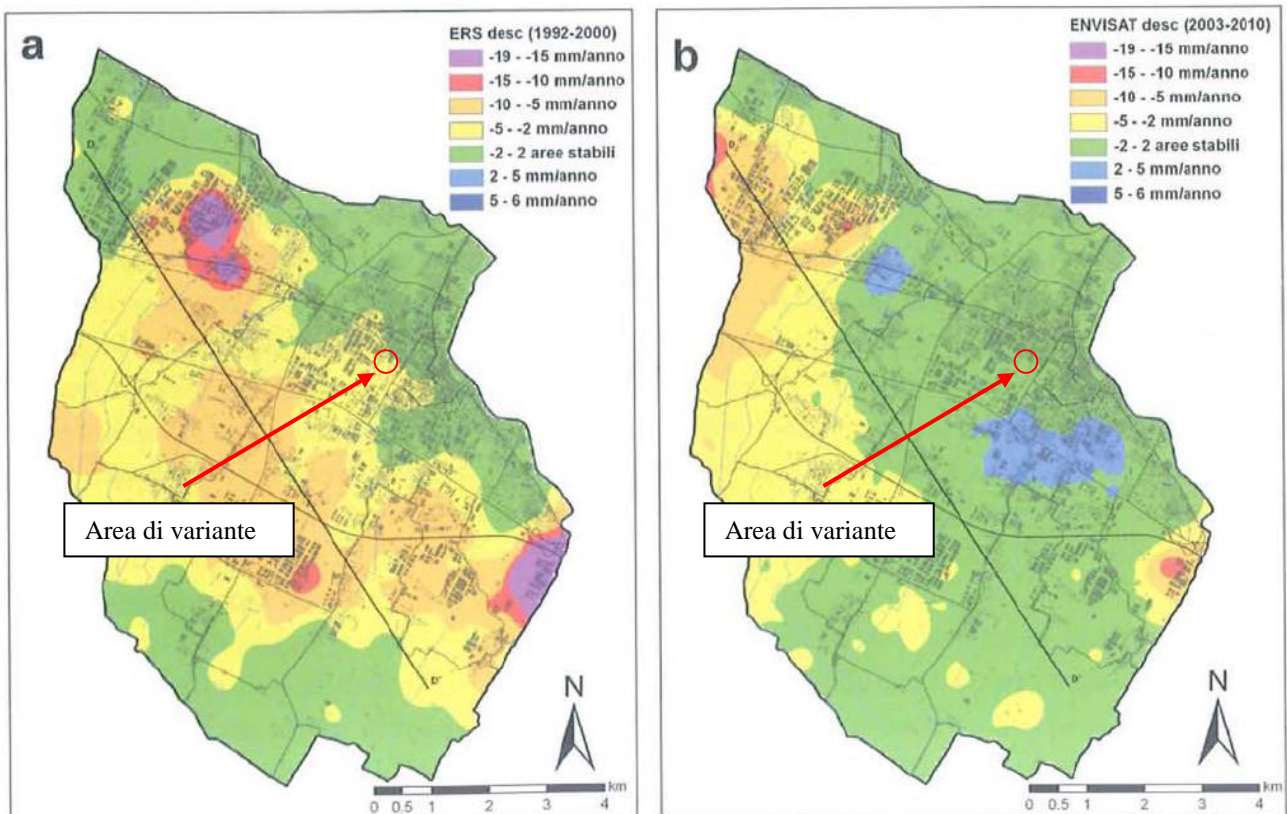 a
ERS desc (1992-2000)
-19 - -15 mm/anno
-15 - -10 mm/anno
-10 - -5 mm/anno
-5 - -2 mm/anno
-2 - 2 aree stabili
2 - 5 mm/anno
5 - 6 mm/anno
D
Area di variante
D'
N
km
0 0.5 1 2 3 4
b
ENVISAT desc (2003-2010)
-19 - -15 mm/anno
-15 - -10 mm/anno
-10 - -5 mm/anno
-5 - -2 mm/anno
-2 - 2 aree stabili
2 - 5 mm/anno
5 - 6 mm/anno
D
Area di variante
D'
N
km
0 0.5 1 2 3 4